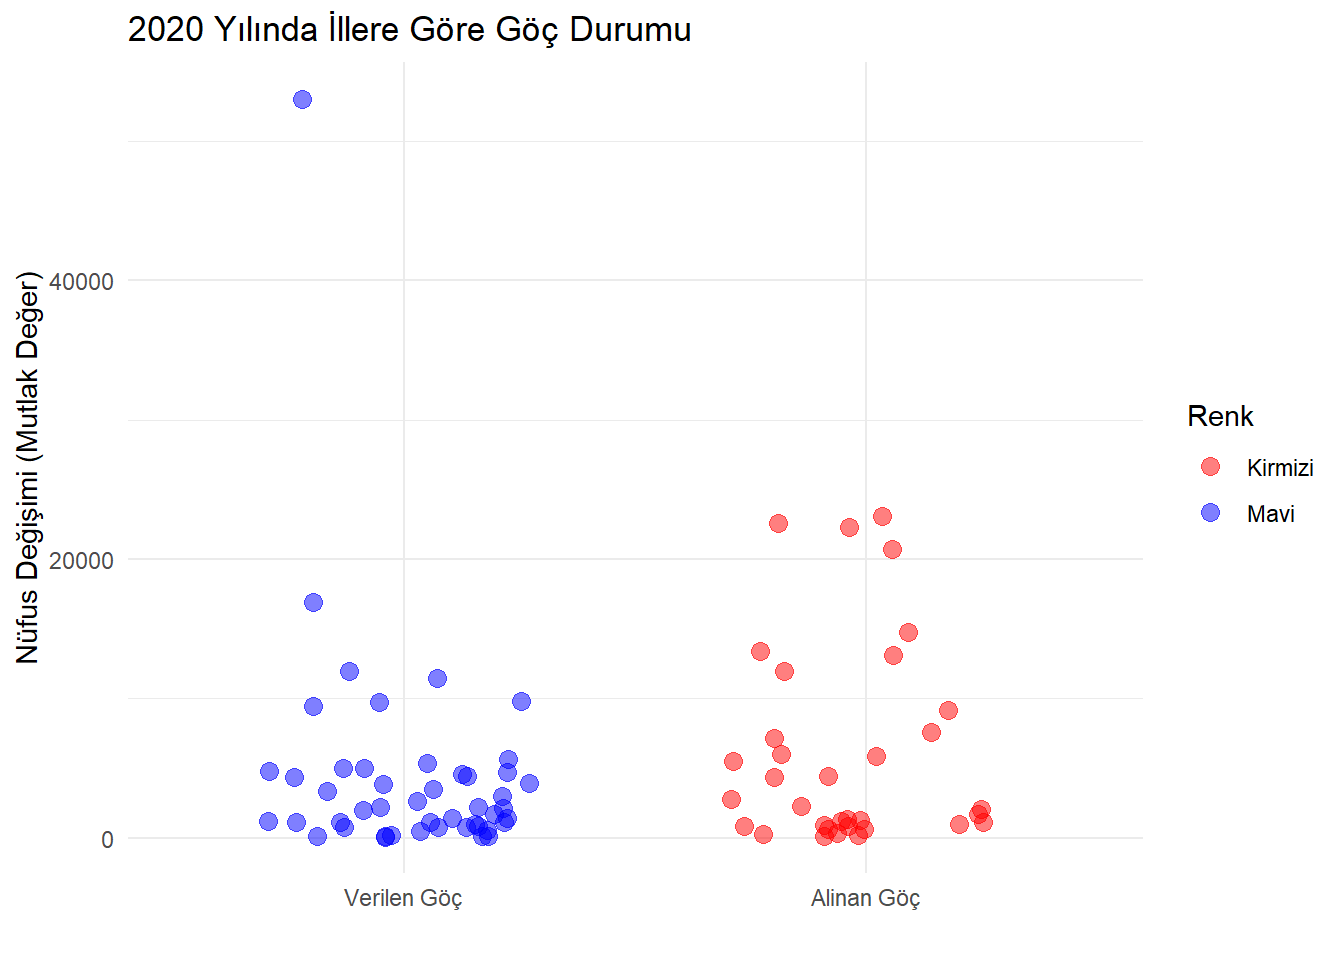 2020 Yılında İllere Göre Göç Durumu
Nüfus Değişimi (Mutlak Değer)
40000
20000
0
Verilen Göç
Alinan Göç
Renk
Kirmizi
Mavi